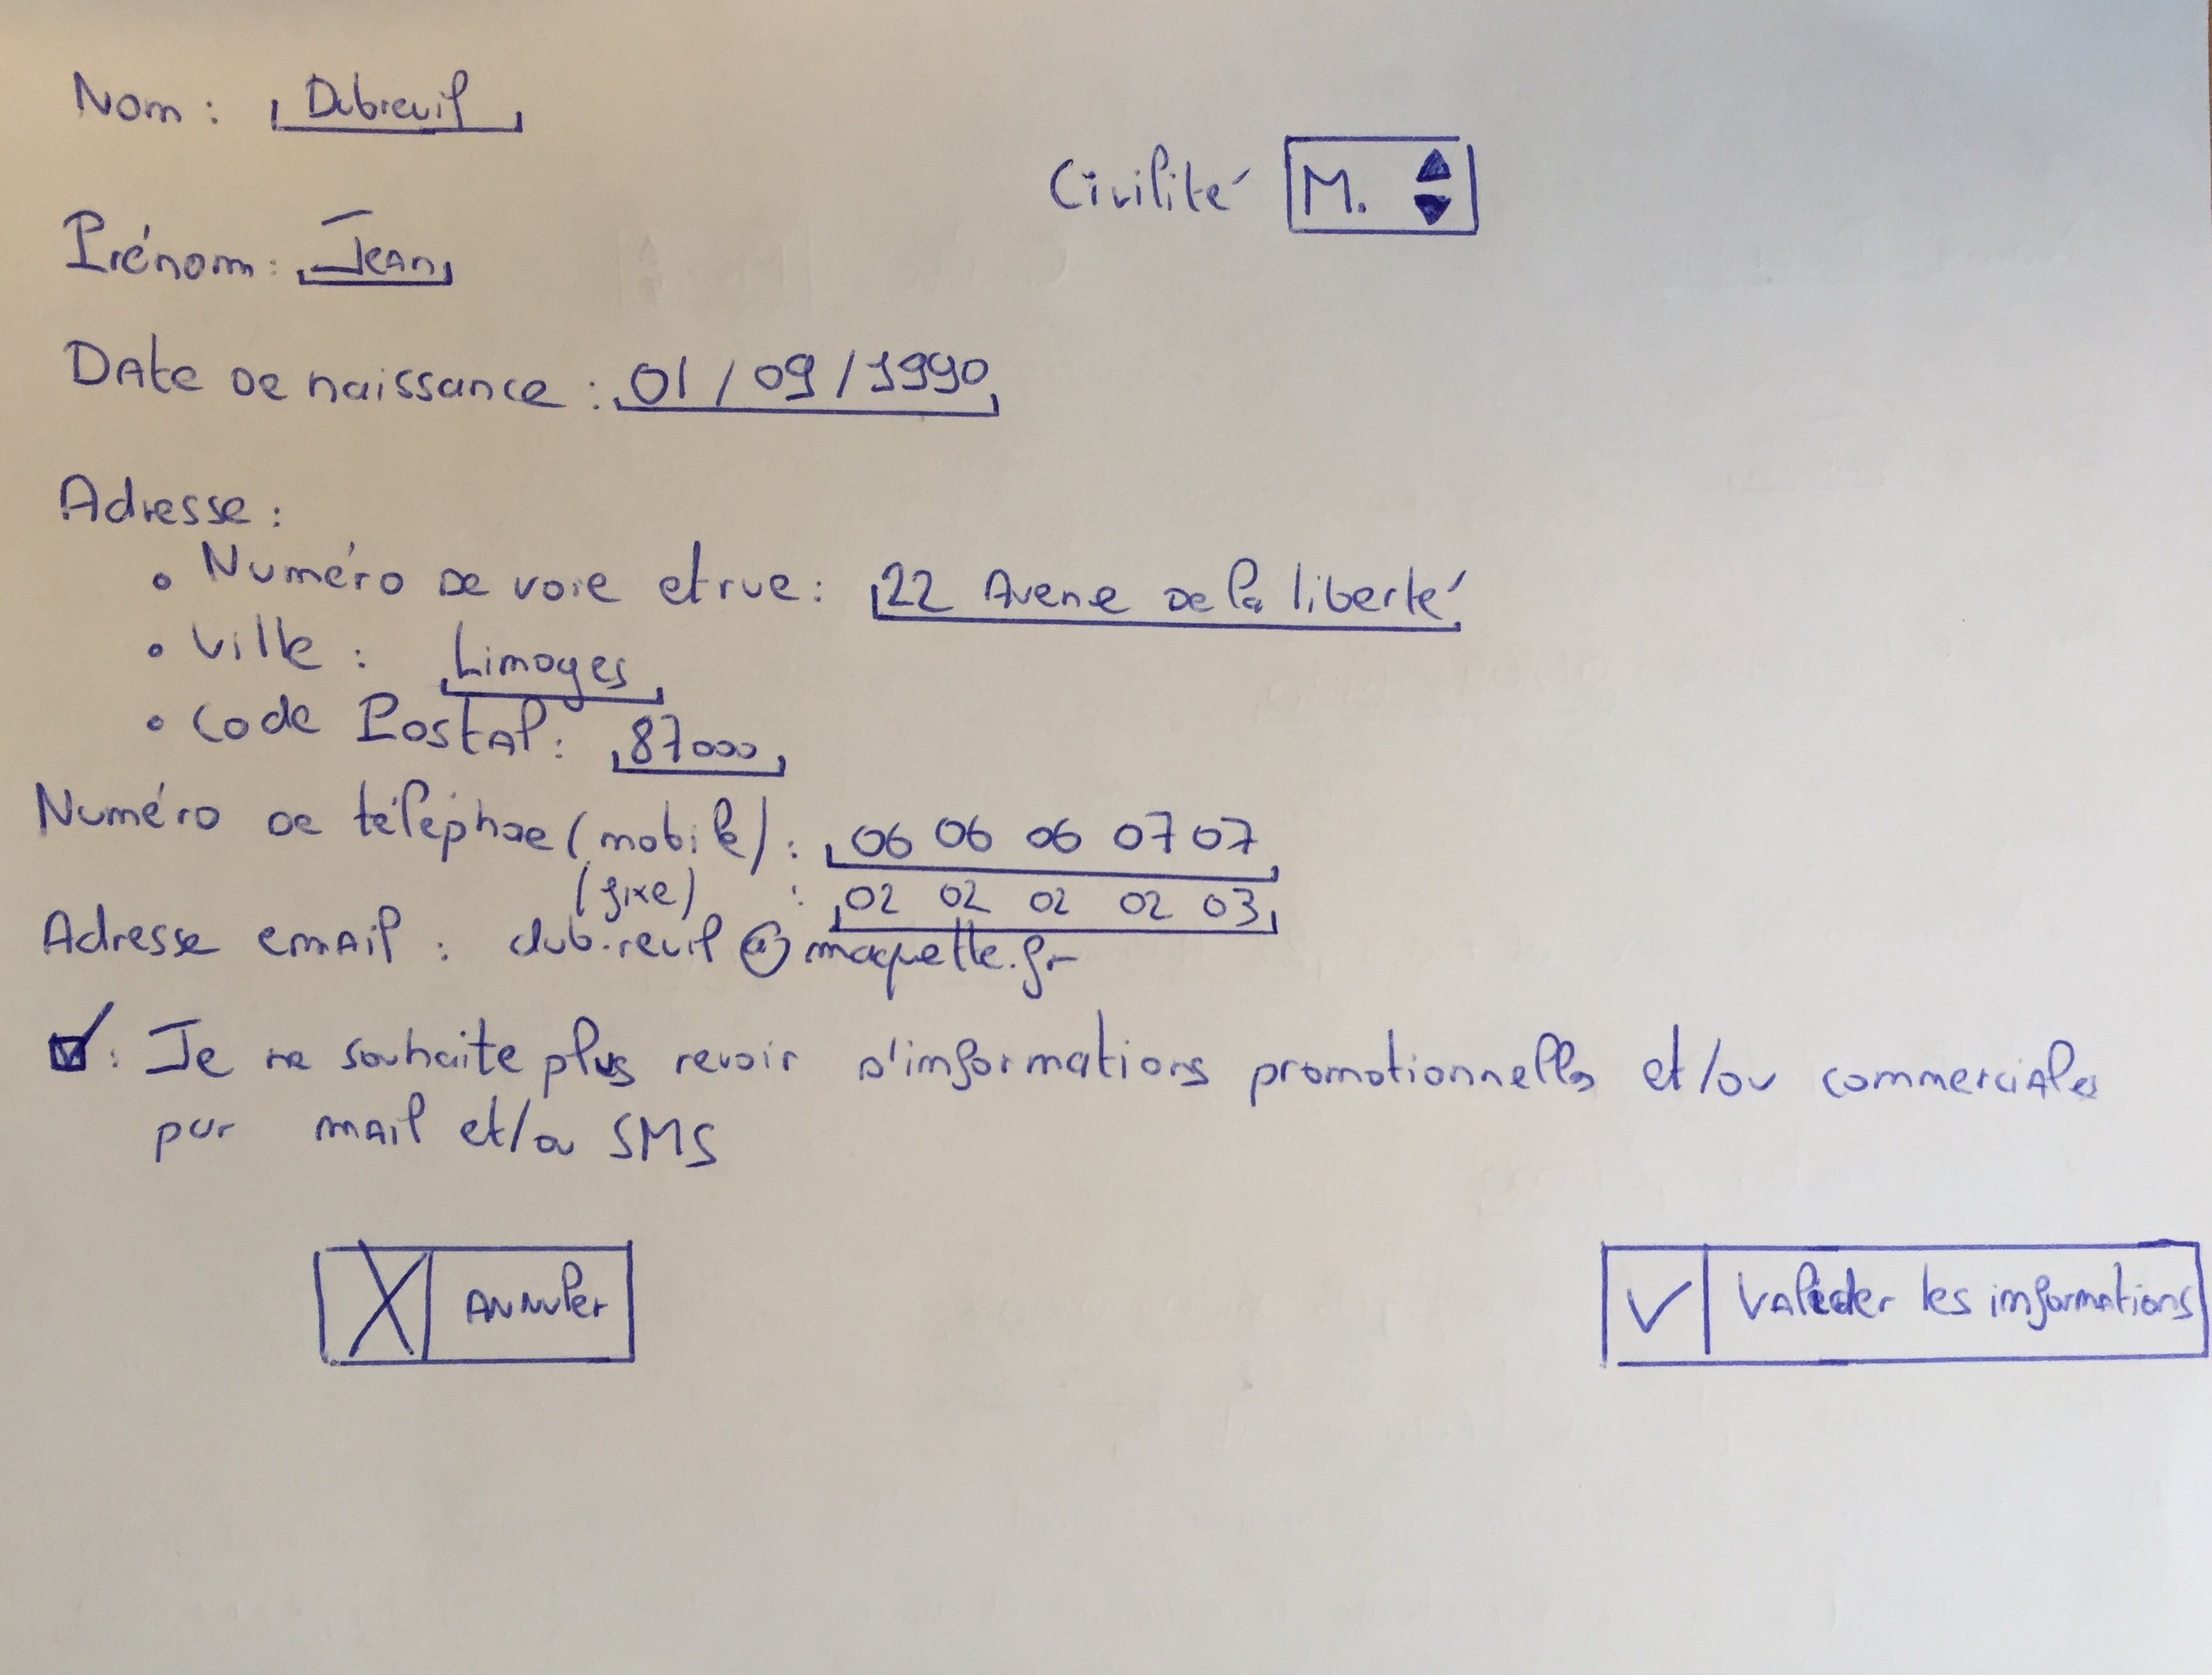 Nom : Dubreuil
Civilité M.
Prénom : Jean
Date de naissance : 01/09/1990
Adresse :
• Numéro de voie et rue : 22 Avenue de la liberté
• Ville : Limoges
• Code Postal : 87000
Numéro de téléphone (mobile) : 06 06 06 07 07
(fixe) : 02 02 02 02 03
Adresse email : dub.reuil@maquette.fr
☑ : Je ne souhaite plus revoir d'informations promotionnelles et/ou commerciales
par mail et/ou SMS
X Annuler
✓ Valider les informations